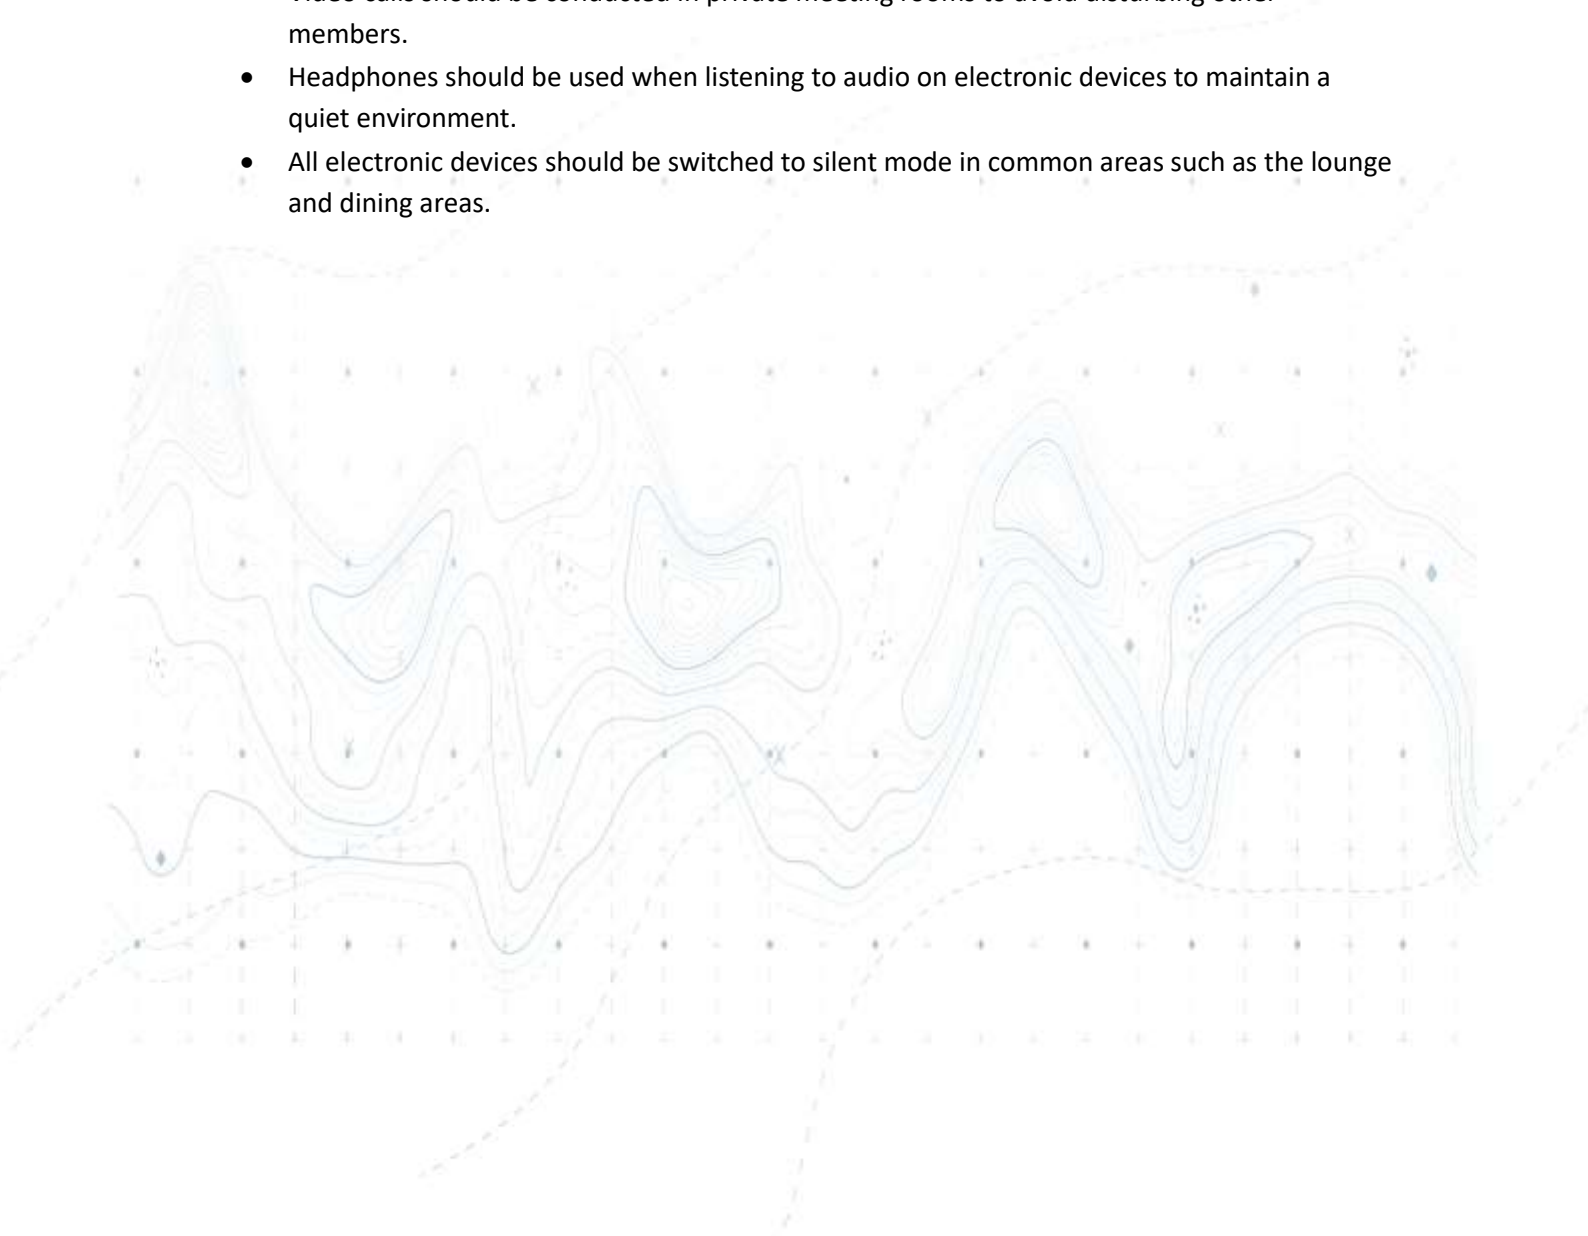 Video calls should be conducted in private meeting rooms to avoid disturbing other
members.
• Headphones should be used when listening to audio on electronic devices to maintain a
quiet environment.
• All electronic devices should be switched to silent mode in common areas such as the lounge
and dining areas.